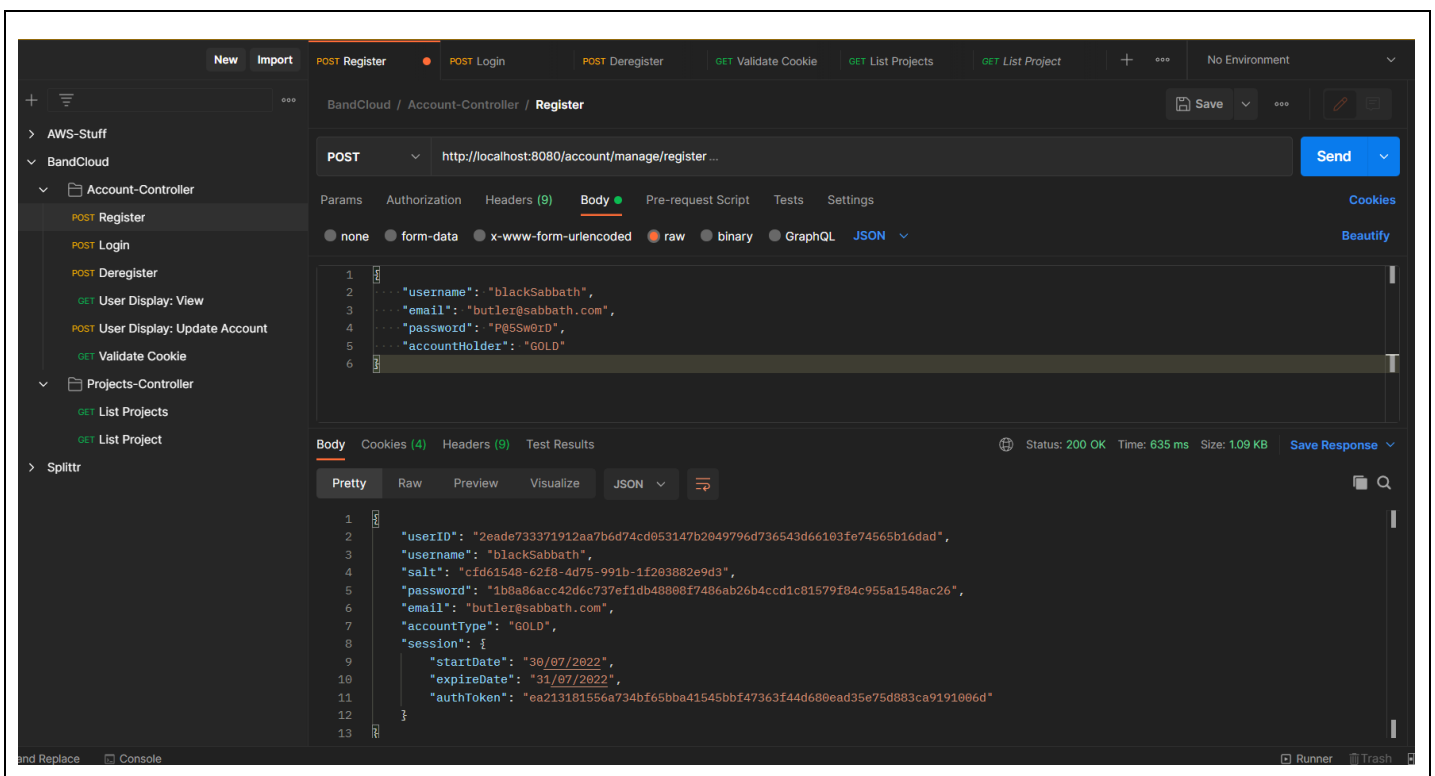 New Import POST Register POST Login POST Deregister GET Validate Cookie GET List Projects GET List Project + ooo No Environment
+ ooo BandCloud / Account-Controller / Register Save ooo
AWS-Stuff
BandCloud POST http://localhost:8080/account/manage/register ... Send
Account-Controller
POST Register
POST Login
POST Deregister
GET User Display: View
POST User Display: Update Account
GET Validate Cookie
Projects-Controller
GET List Projects
GET List Project
Splittr
Params Authorization Headers (9) Body Pre-request Script Tests Settings Cookies
none form-data x-www-form-urlencoded raw binary GraphQL JSON Beautify
1 {
2 "username": "blackSabbath",
3 "email": "butler@sabbath.com",
4 "password": "P@5Sw0rD",
5 "accountHolder": "GOLD"
6 }
Body Cookies (4) Headers (9) Test Results Status: 200 OK Time: 635 ms Size: 1.09 KB Save Response
Pretty Raw Preview Visualize JSON
1 {
2 "userID": "2eade733371912aa7b6d74cd053147b2049796d736543d66103fe74565b16dad",
3 "username": "blackSabbath",
4 "salt": "cfd61548-62f8-4d75-991b-1f203882e9d3",
5 "password": "1b8a86acc42d6c737ef1db48808f7486ab26b4ccd1c81579f84c955a1548ac26",
6 "email": "butler@sabbath.com",
7 "accountType": "GOLD",
8 "session": {
9 "startDate": "30/07/2022",
10 "expireDate": "31/07/2022",
11 "authToken": "ea213181556a734bf65bba41545bbf47363f44d680ead35e75d883ca9191006d"
12 }
13 }
and Replace Console Runner Trash